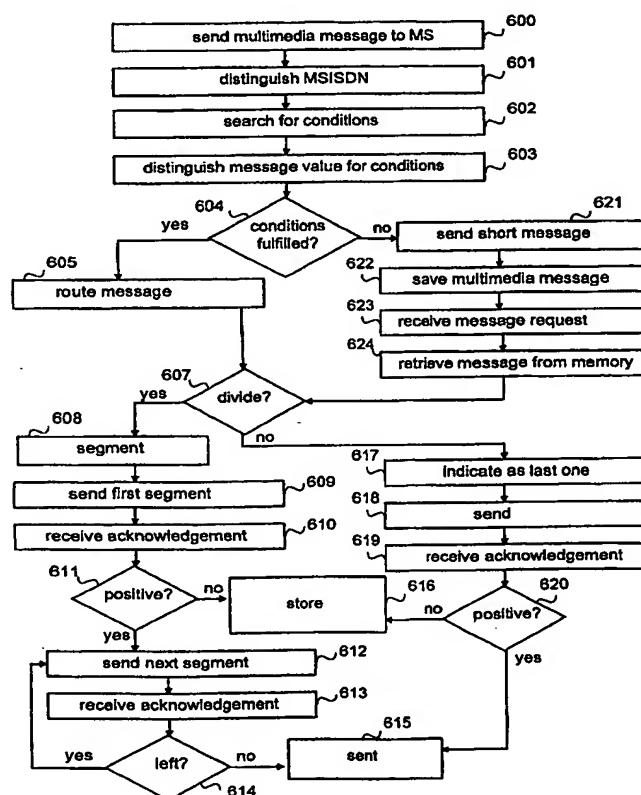 send multimedia message to MS 600
distinguish MSISDN 601
search for conditions 602
distinguish message value for conditions 603
604 conditions fulfilled?
yes
no
621
send short message
605
route message
622
save multimedia message
623
receive message request
624
retrieve message from memory
607 divide?
yes
no
608
segment
617
indicate as last one
send first segment 609
618
send
receive acknowledgement 610
619
receive acknowledgement
611 positive?
no
store 616
no
positive? 620
yes
yes
send next segment 612
receive acknowledgement 613
yes
left?
no
sent 615
614